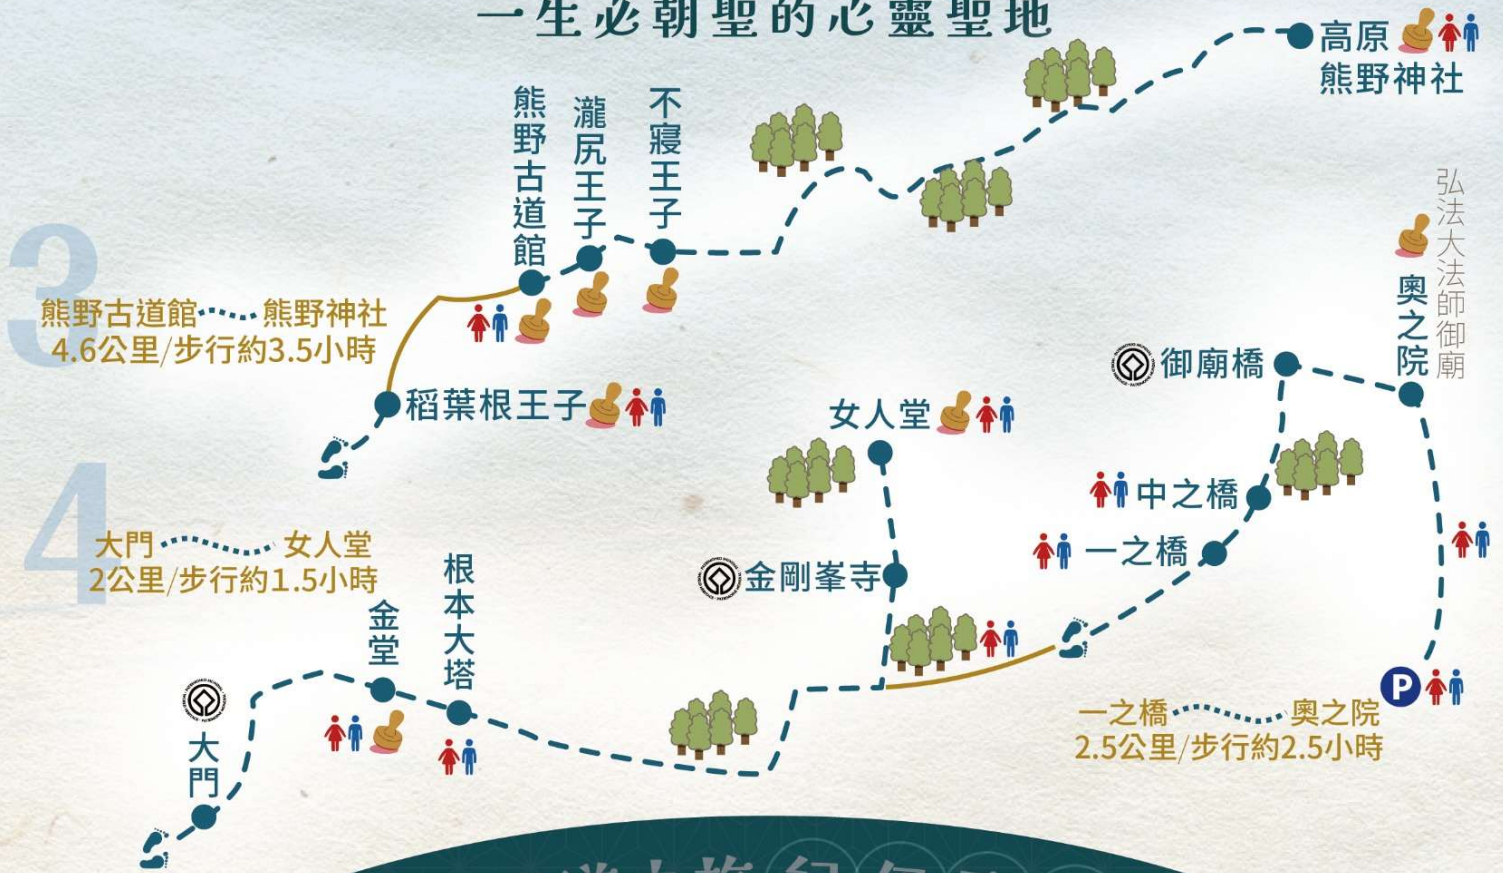 一生必朝聖的心靈聖地
高原
熊野神社
熊野古道館
瀧尻王子
不寢王子
3
熊野古道館 熊野神社
4.6公里/步行約3.5小時
稻葉根王子
弘法大法師御廟
奧之院
御廟橋
女人堂
中之橋
一之橋
金剛峯寺
4
大門 女人堂
2公里/步行約1.5小時
金堂
根本大塔
大門
P
一之橋 奧之院
2.5公里/步行約2.5小時